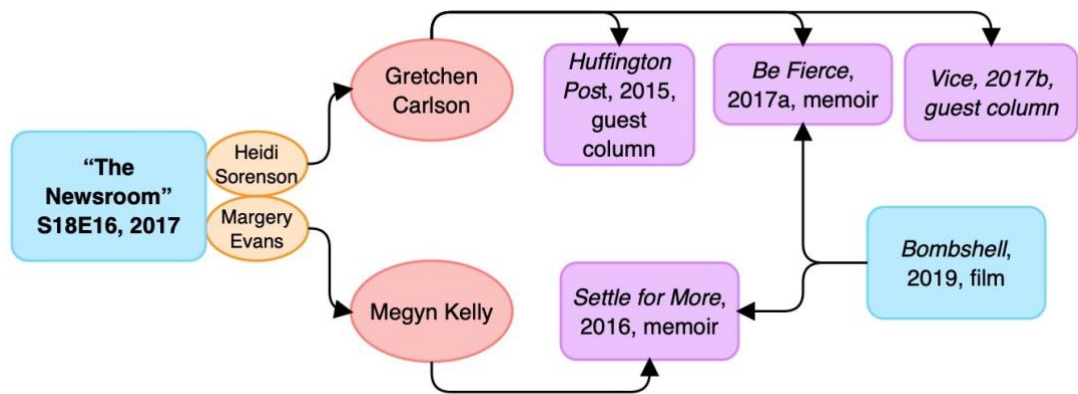 “The
Newsroom”
S18E16, 2017
Heidi
Sorenson
Margery
Evans
Gretchen
Carlson
Megyn Kelly
Huffington
Post, 2015,
guest
column
Be Fierce,
2017a, memoir
Vice, 2017b,
guest column
Settle for More,
2016, memoir
Bombshell,
2019, film